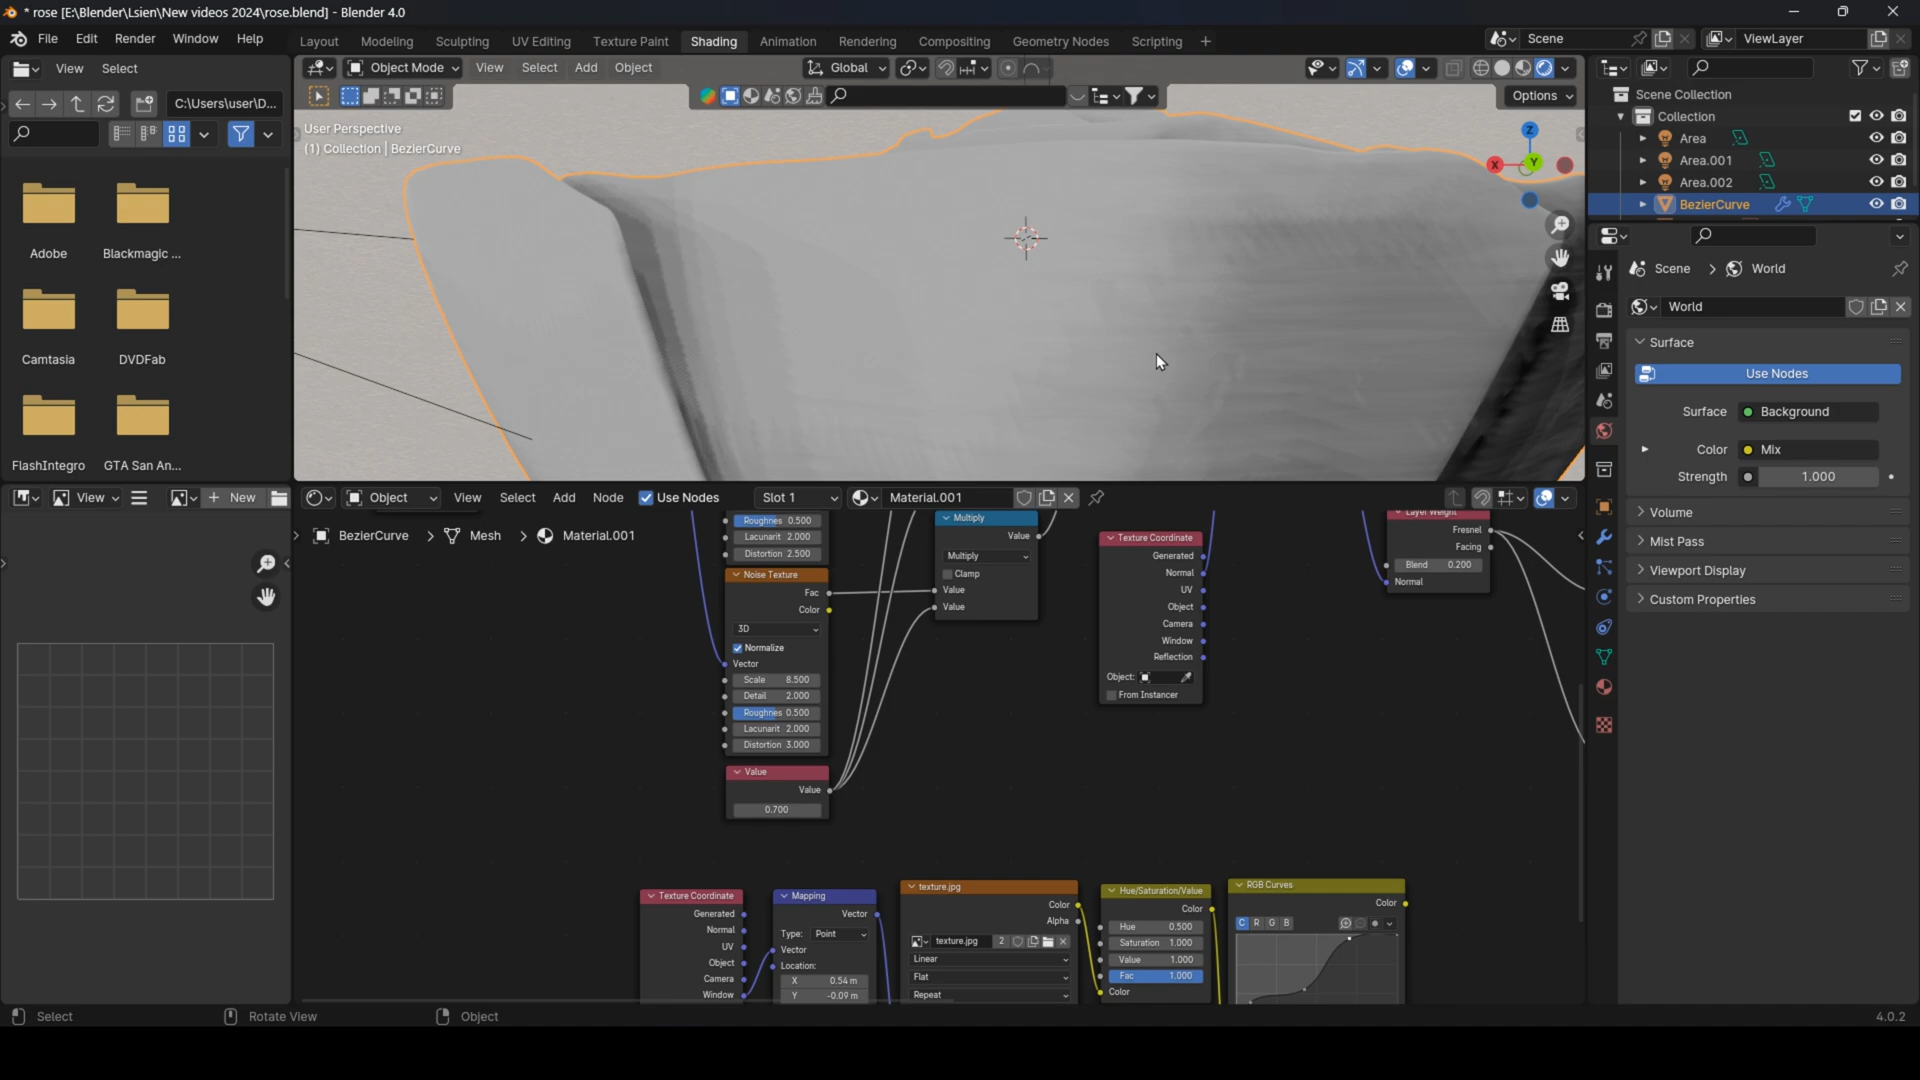 * rose [E:\Blender\Lsien\New videos 2024\rose.blend] - Blender 4.0
File Edit Render Window Help
Layout Modeling Sculpting UV Editing Texture Paint Shading Animation Rendering Compositing Geometry Nodes Scripting +
Scene
ViewLayer
View Select
C:\Users\user\D...
Adobe
Blackmagic ...
Camtasia
DVDFab
FlashIntegro
GTA San An...
Object Mode View Select Add Object
Global
Options
User Perspective
(1) Collection | BezierCurve
Z
X
Y
Scene Collection
Collection
Area
Area.001
Area.002
BezierCurve
Scene > World
World
Surface
Use Nodes
Surface Background
Color Mix
Strength 1.000
Volume
Mist Pass
Viewport Display
Custom Properties
View
+ New
Object View Select Add Node Use Nodes Slot 1 Material.001
BezierCurve > Mesh > Material.001
Roughnes 0.500
Lacunarit 2.000
Distortion 2.500
Noise Texture
Fac
Color
3D
Normalize
Vector
Scale 8.500
Detail 2.000
Roughnes 0.500
Lacunarit 2.000
Distortion 3.000
Value
Value
0.700
Multiply
Value
Multiply
Clamp
Value
Value
Texture Coordinate
Generated
Normal
UV
Object
Camera
Window
Reflection
Object:
From Instancer
Layer Weight
Fresnel
Facing
Blend 0.200
Normal
Texture Coordinate
Generated
Normal
UV
Object
Camera
Window
Mapping
Vector
Type: Point
Vector
Location:
X 0.54 m
Y -0.09 m
texture.jpg
Color
Alpha
texture.jpg 2
Linear
Flat
Repeat
Hue/Saturation/Value
Color
Hue 0.500
Saturation 1.000
Value 1.000
Fac 1.000
Color
RGB Curves
Color
C R G B
Select
Rotate View
Object
4.0.2